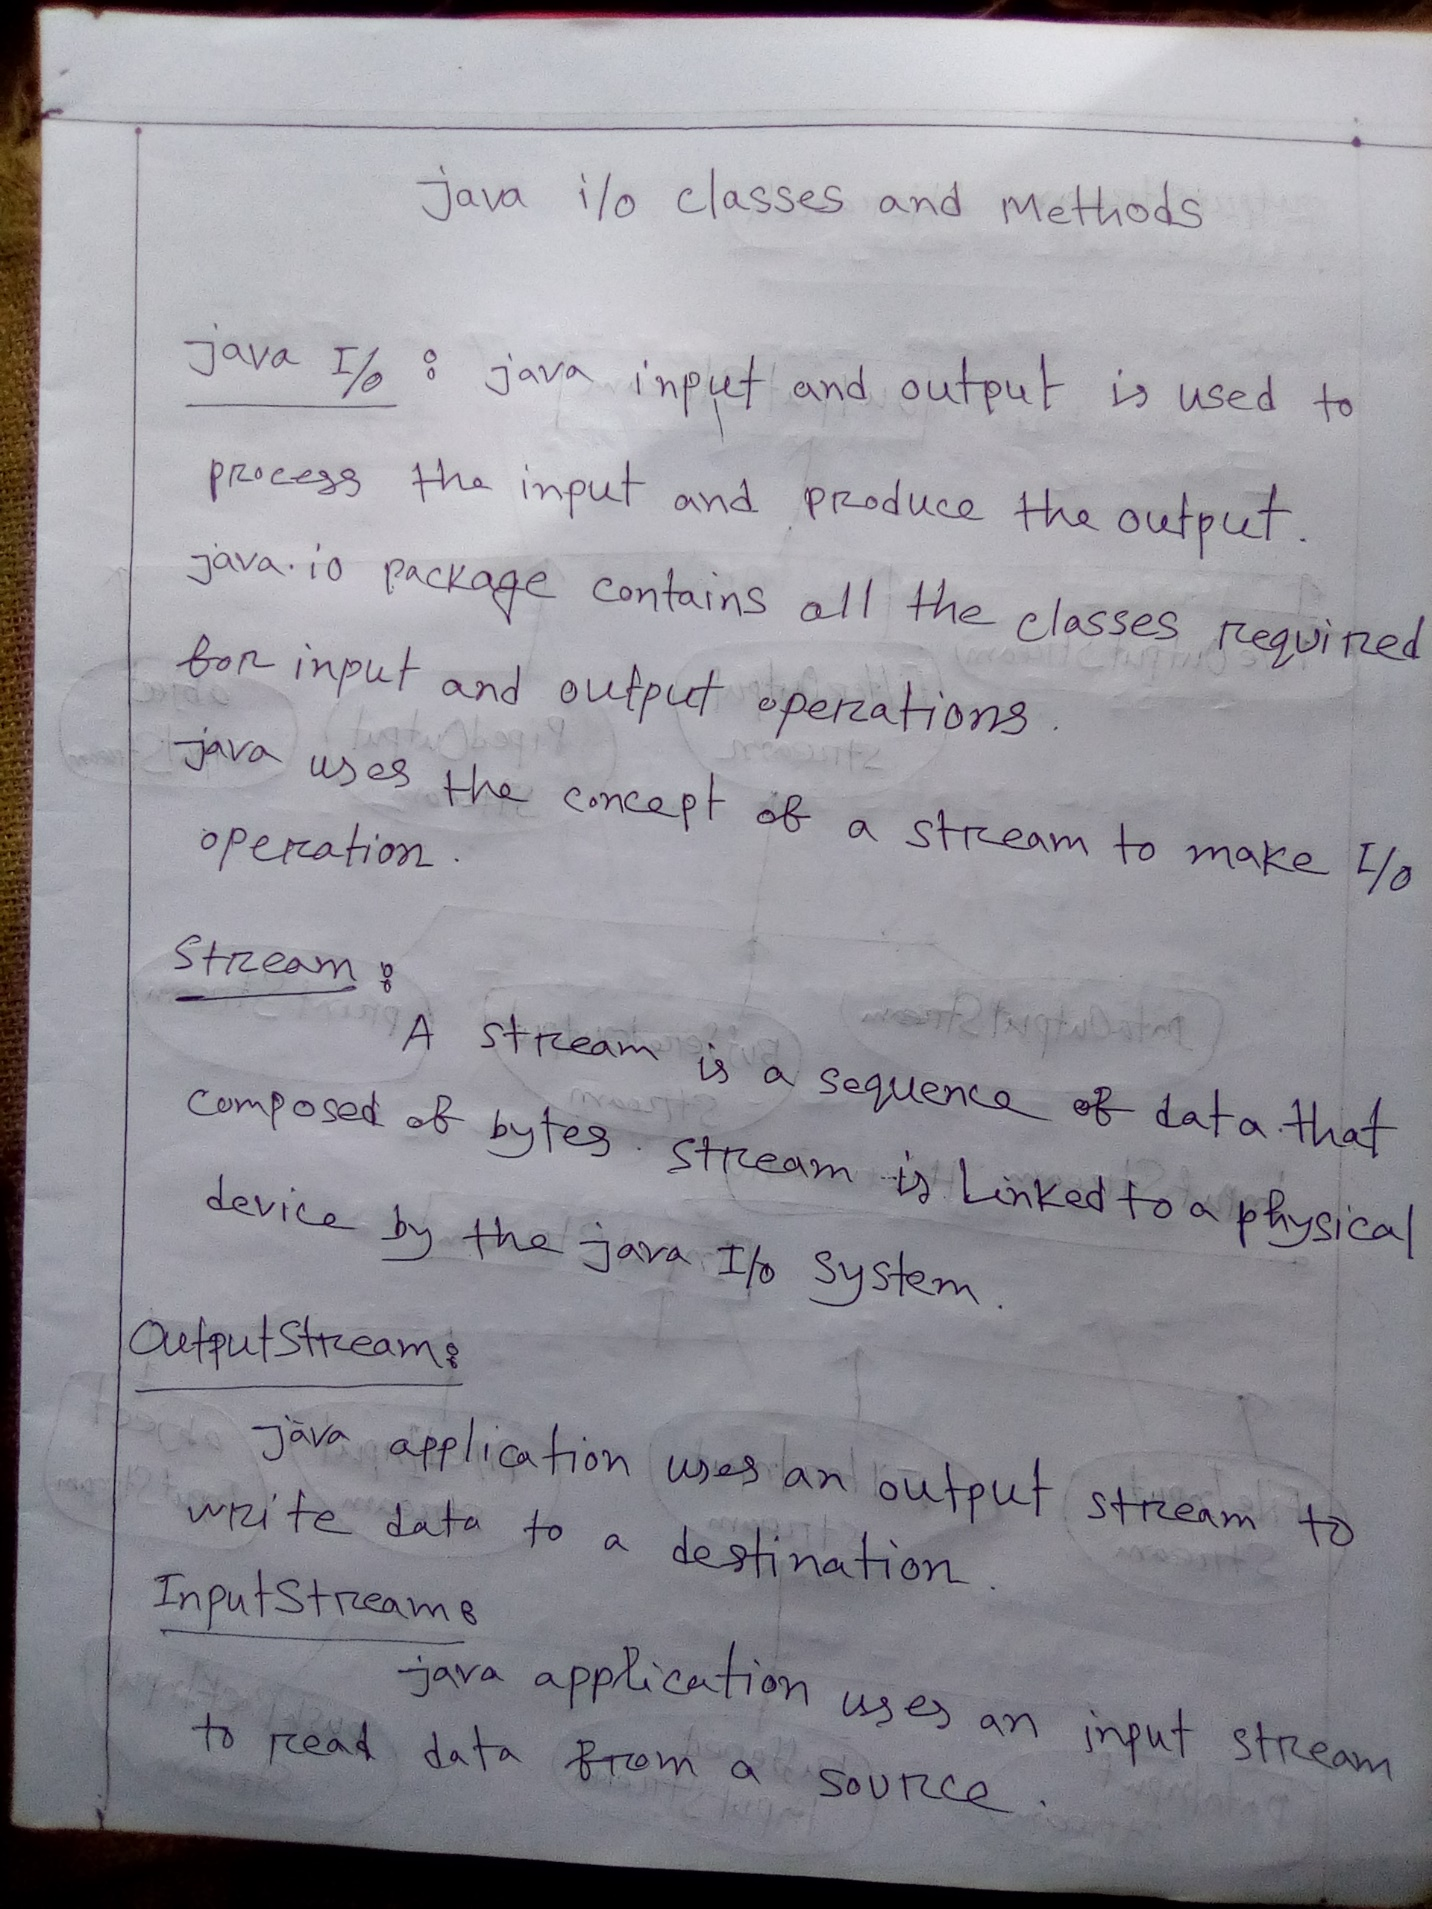 java i/o classes and Methods
java I/o : java input and output is used to
process the input and produce the output.
java.io package contains all the classes required
for input and output operations.
java uses the concept of a stream to make I/o
operation.
Stream :
A stream is a sequence of data that
composed of bytes. stream is Linked to a physical
device by the java I/o system.
OutputStream:
java application uses an output stream to
write data to a destination.
InputStream:
java application uses an input stream
to read data from a source.